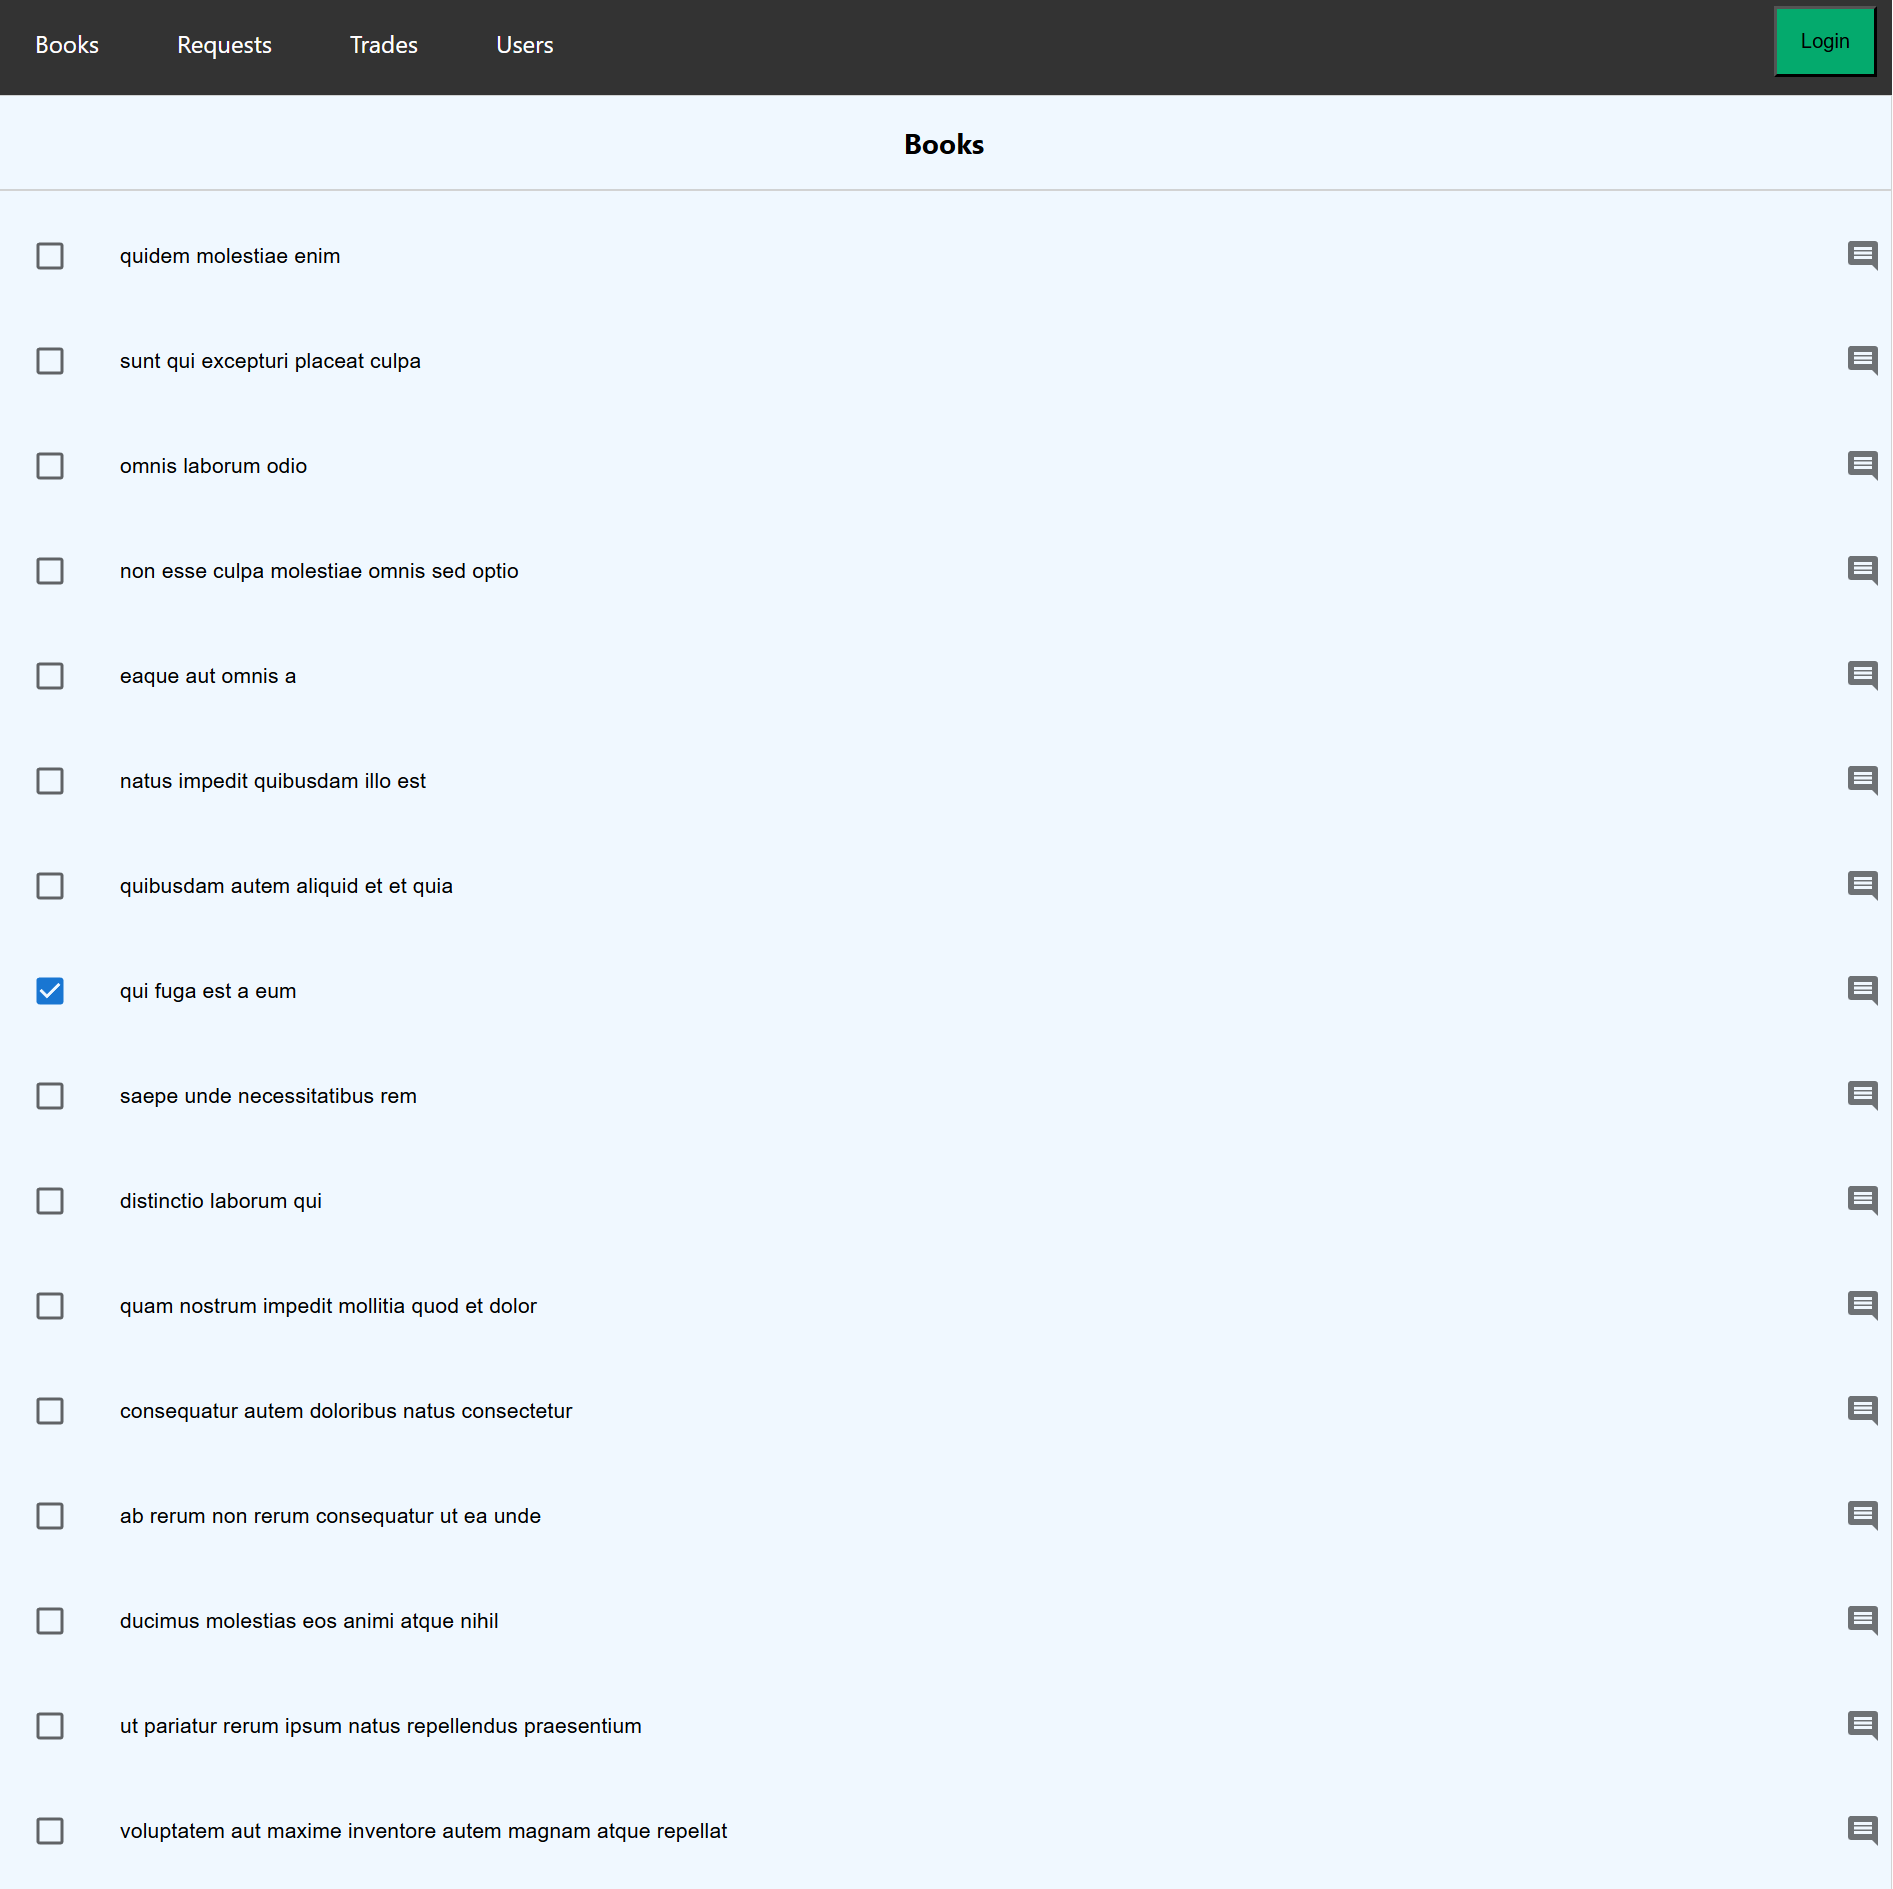 Books Requests Trades Users Login
Books
quidem molestiae enim
sunt qui excepturi placeat culpa
omnis laborum odio
non esse culpa molestiae omnis sed optio
eaque aut omnis a
natus impedit quibusdam illo est
quibusdam autem aliquid et et quia
qui fuga est a eum
saepe unde necessitatibus rem
distinctio laborum qui
quam nostrum impedit mollitia quod et dolor
consequatur autem doloribus natus consectetur
ab rerum non rerum consequatur ut ea unde
ducimus molestias eos animi atque nihil
ut pariatur rerum ipsum natus repellendus praesentium
voluptatem aut maxime inventore autem magnam atque repellat